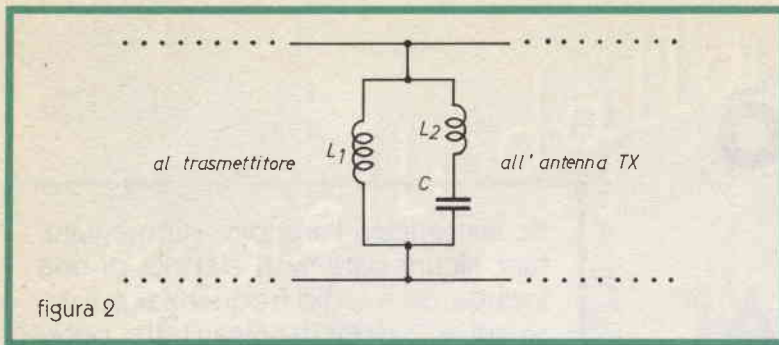 al trasmettitore
L1
L2
C
all'antenna TX
figura 2